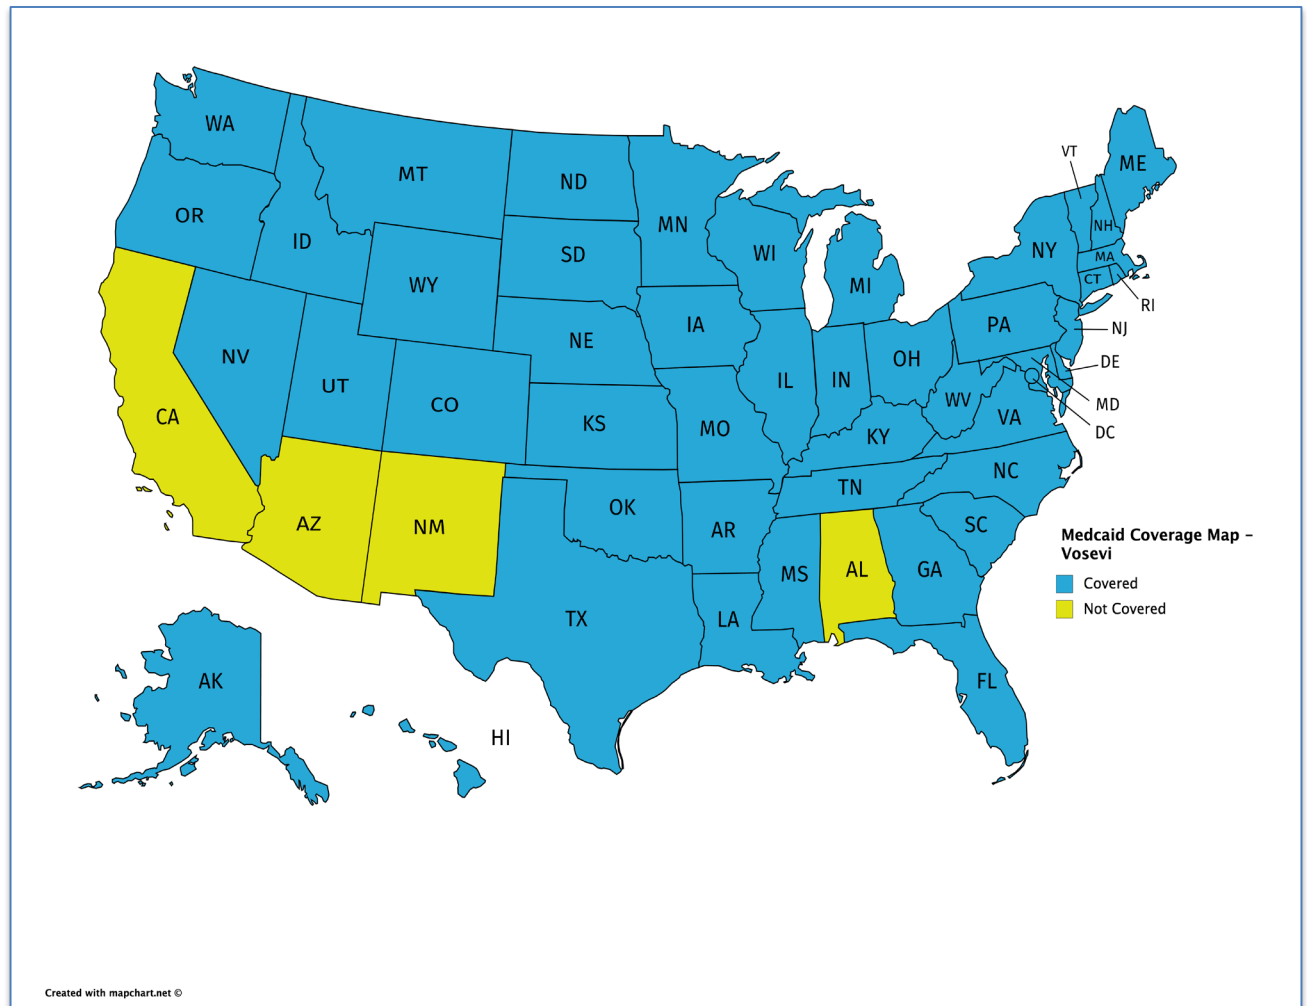 WA
MT
ND
MN
OR
ID
SD
WI
MI
NY
VT
ME
NH
MA
CT
RI
WY
IA
NE
PA
NJ
NV
UT
CO
IL
IN
OH
DE
WV
MD
CA
KS
MO
KY
VA
DC
NC
TN
AZ
NM
OK
AR
SC
MS
AL
GA
Medcaid Coverage Map –
Vosevi
Covered
Not Covered
TX
LA
AK
FL
HI
Created with mapchart.net ©